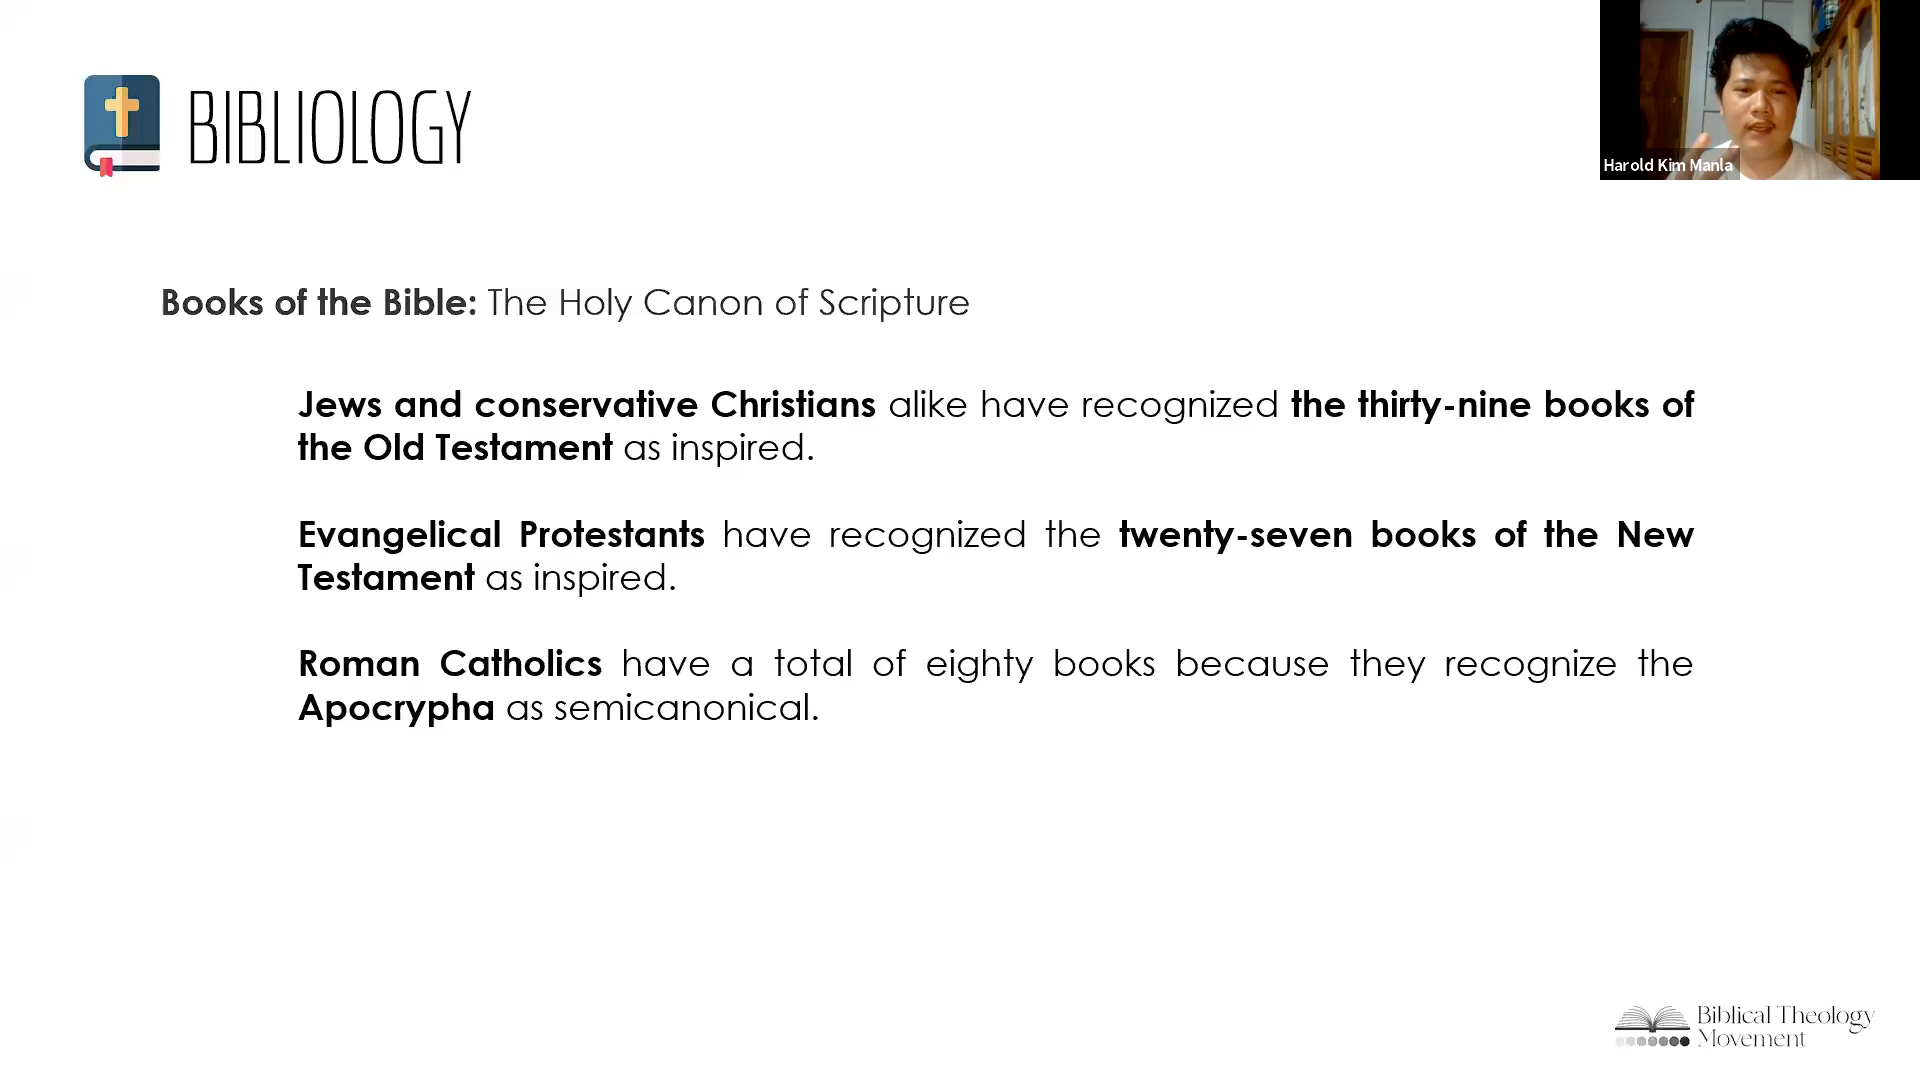 BIBLIOLOGY
Harold Kim Manla
Books of the Bible: The Holy Canon of Scripture
Jews and conservative Christians alike have recognized the thirty-nine books of
the Old Testament as inspired.
Evangelical Protestants have recognized the twenty-seven books of the New
Testament as inspired.
Roman Catholics have a total of eighty books because they recognize the
Apocrypha as semicanonical.
Biblical Theology
Movement